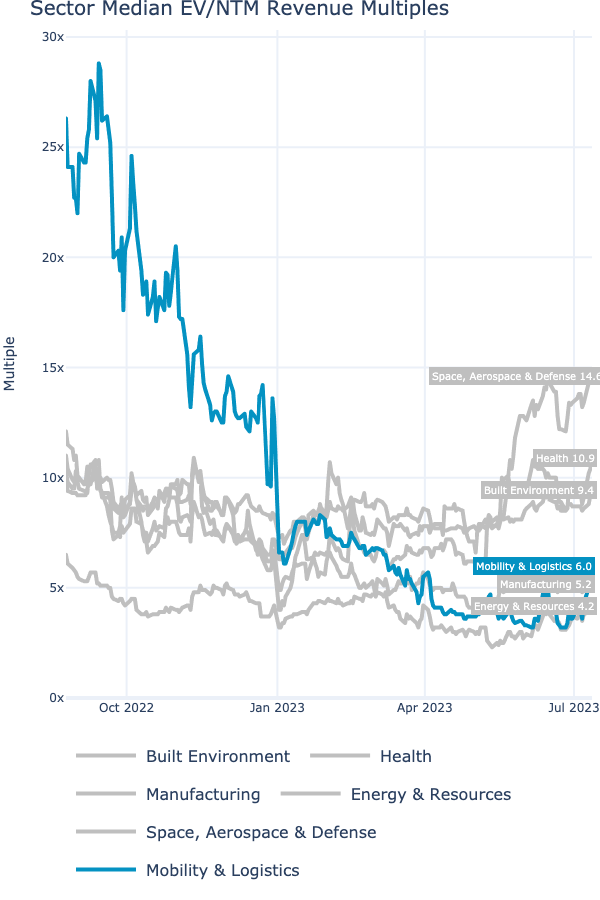 Sector Median EV/NTM Revenue Multiples
30x
25x
20x
15x
10x
5x
0x
Multiple
Space, Aerospace & Defense 14.6
Health 10.9
Built Environment 9.4
Mobility & Logistics 6.0
Manufacturing 5.2
Energy & Resources 4.2
Oct 2022
Jan 2023
Apr 2023
Jul 2023
Built Environment
Health
Manufacturing
Energy & Resources
Space, Aerospace & Defense
Mobility & Logistics